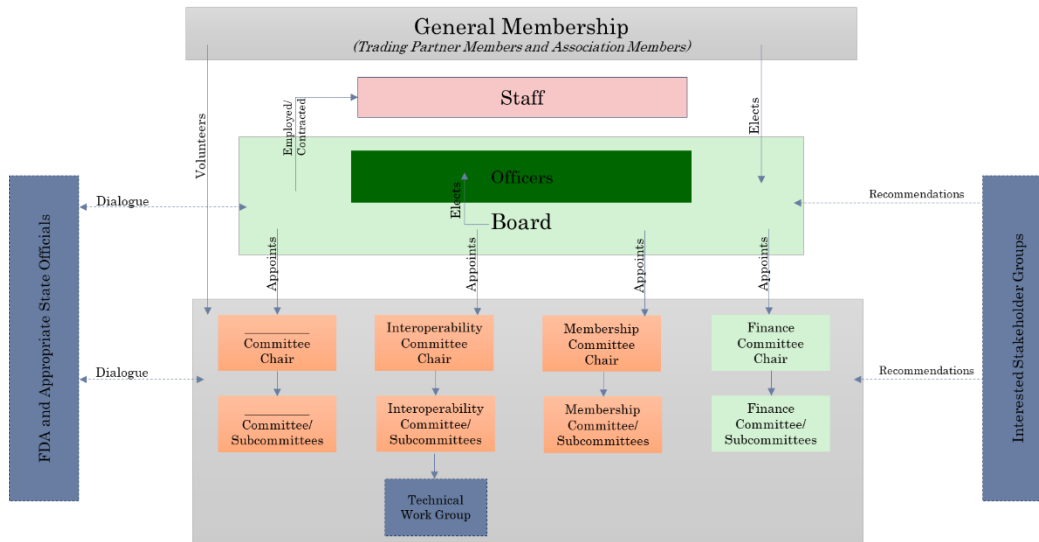 General Membership
(Trading Partner Members and Association Members)
Staff
Employed/
Contracted
Volunteers
Elects
Officers
Elects
Board
Dialogue
Recommendations
FDA and Appropriate State Officials
Interested Stakeholder Groups
Appoints
Appoints
Appoints
Appoints
Committee
Chair
Interoperability
Committee
Chair
Membership
Committee
Chair
Finance
Committee
Chair
Dialogue
Recommendations
Committee/
Subcommittees
Interoperability
Committee/
Subcommittees
Membership
Committee/
Subcommittees
Finance
Committee/
Subcommittees
Technical
Work Group